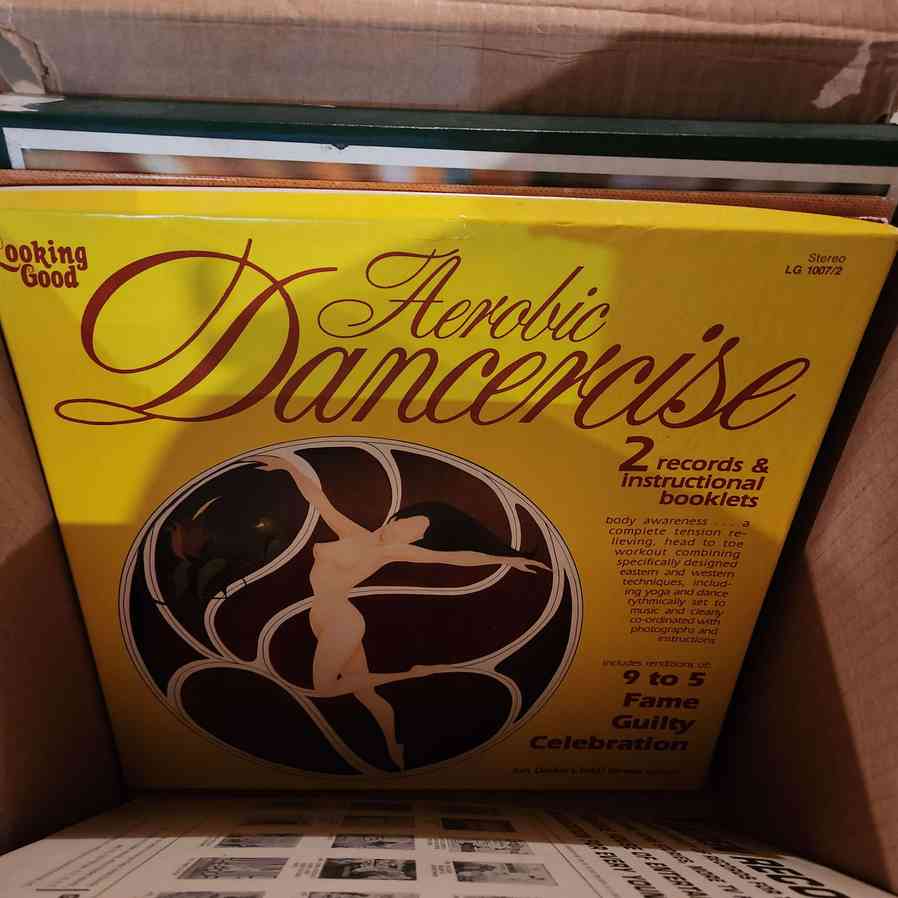 Looking
Good
Stereo
LG 1007/2
Aerobic
Dancercise
2 records &
instructional
booklets
body awareness . . . . a
complete tension re-
lieving, head to toe
workout combining
specifically designed
eastern and western
techniques, includ-
ing yoga and dance
rythmically set to
music and clearly
co-ordinated with
photographs and
instructions
includes renditions of:
9 to 5
Fame
Guilty
Celebration